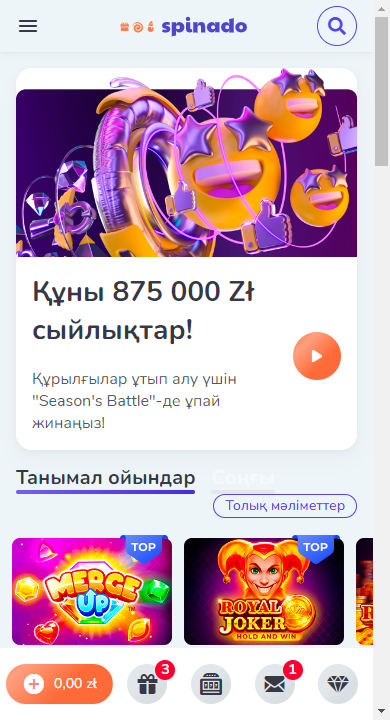 spinado
Құны 875 000 Zł
сыйлықтар!
Құрылғылар ұтып алу үшін
"Season's Battle"-де ұпай
жинаңыз!
Танымал ойындар
Соңғы
Толық мәліметтер
TOP
TOP
MERGE
UP
ROYAL
JOKER
HOLD AND WIN
3
1
0,00 zł